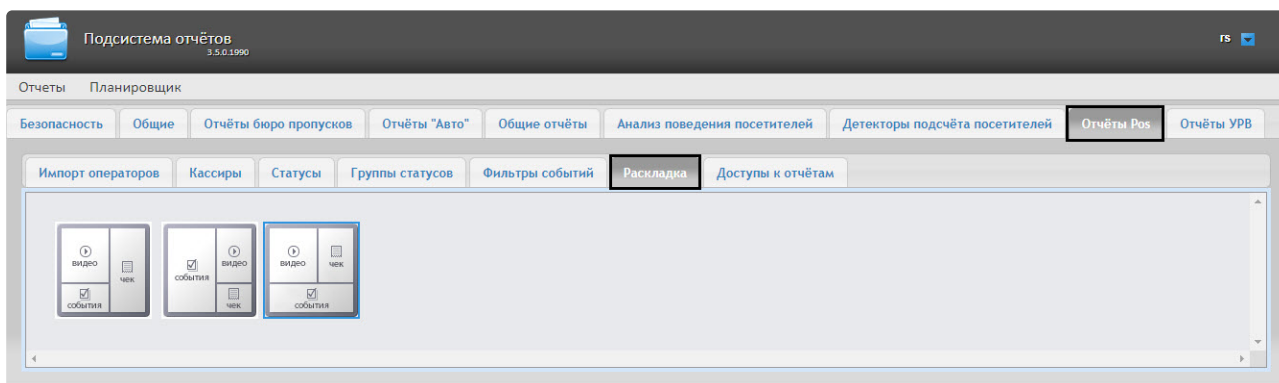 Подсистема отчётов
3.5.0.1990
rs
Отчеты Планировщик
Безопасность Общие Отчёты бюро пропусков Отчёты "Авто" Общие отчёты Анализ поведения посетителей Детекторы подсчёта посетителей Отчёты Pos Отчёты УРВ
Импорт операторов Кассиры Статусы Группы статусов Фильтры событий Раскладка Доступы к отчётам
видео чек события
события видео чек
видео чек события